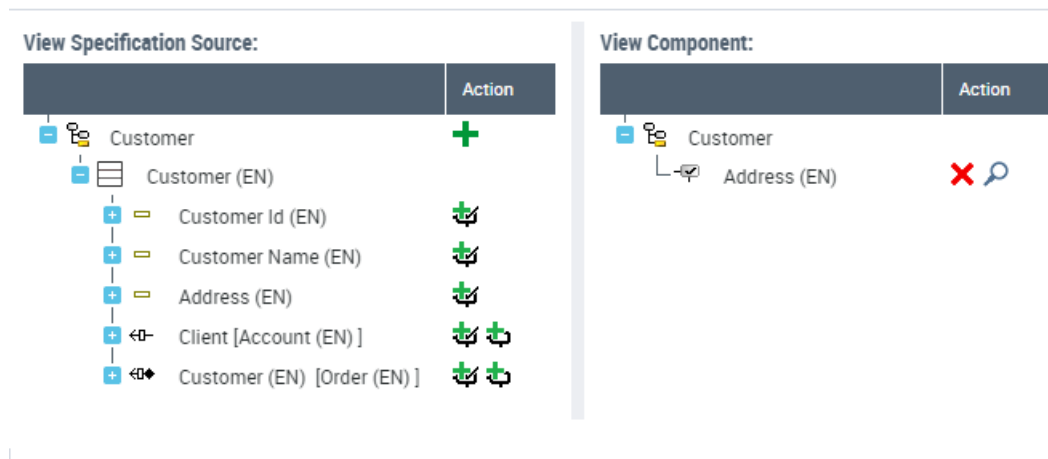 View Specification Source:
Action
Customer
Customer (EN)
Customer Id (EN)
Customer Name (EN)
Address (EN)
Client [Account (EN) ]
Customer (EN) [Order (EN) ]
View Component:
Action
Customer
Address (EN)